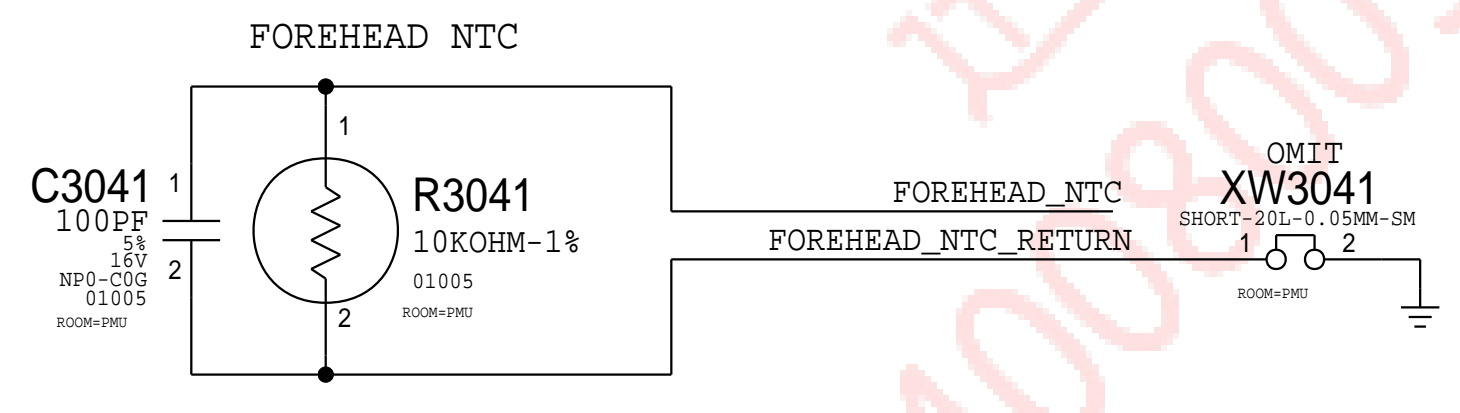 FOREHEAD NTC
1
C3041
1
100PF
5%
16V
NP0-C0G
01005
2
ROOM=PMU
R3041
10KOHM-1%
01005
2
ROOM=PMU
FOREHEAD_NTC
FOREHEAD_NTC_RETURN
OMIT
XW3041
SHORT-20L-0.05MM-SM
1
2
ROOM=PMU